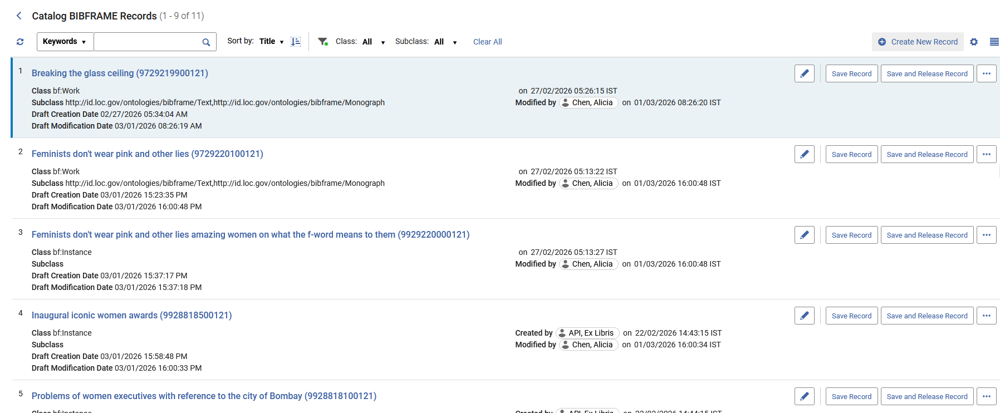 Catalog BIBFRAME Records (1 - 9 of 11)
Keywords Sort by: Title Class: All Subclass: All Clear All Create New Record
1 Breaking the glass ceiling (9729219900121) Save Record Save and Release Record
Class bf:Work on 27/02/2026 05:26:15 IST
Subclass http://id.loc.gov/ontologies/bibframe/Text,http://id.loc.gov/ontologies/bibframe/Monograph Modified by Chen, Alicia on 01/03/2026 08:26:20 IST
Draft Creation Date 02/27/2026 05:34:04 AM
Draft Modification Date 03/01/2026 08:26:19 AM
2 Feminists don't wear pink and other lies (9729220100121) Save Record Save and Release Record
Class bf:Work on 27/02/2026 05:13:22 IST
Subclass http://id.loc.gov/ontologies/bibframe/Text,http://id.loc.gov/ontologies/bibframe/Monograph Modified by Chen, Alicia on 01/03/2026 16:00:48 IST
Draft Creation Date 03/01/2026 15:23:35 PM
Draft Modification Date 03/01/2026 16:00:48 PM
3 Feminists don't wear pink and other lies amazing women on what the f-word means to them (9929220000121) Save Record Save and Release Record
Class bf:Instance on 27/02/2026 05:13:27 IST
Subclass Modified by Chen, Alicia on 01/03/2026 16:00:48 IST
Draft Creation Date 03/01/2026 15:37:17 PM
Draft Modification Date 03/01/2026 15:37:18 PM
4 Inaugural iconic women awards (9928818500121) Save Record Save and Release Record
Class bf:Instance Created by API, Ex Libris on 22/02/2026 14:43:15 IST
Subclass Modified by Chen, Alicia on 01/03/2026 16:00:34 IST
Draft Creation Date 03/01/2026 15:58:48 PM
Draft Modification Date 03/01/2026 16:00:33 PM
5 Problems of women executives with reference to the city of Bombay (9928818100121) Save Record Save and Release Record
Class bf:Instance Created by API, Ex Libris on 22/02/2026 14:44:15 IST